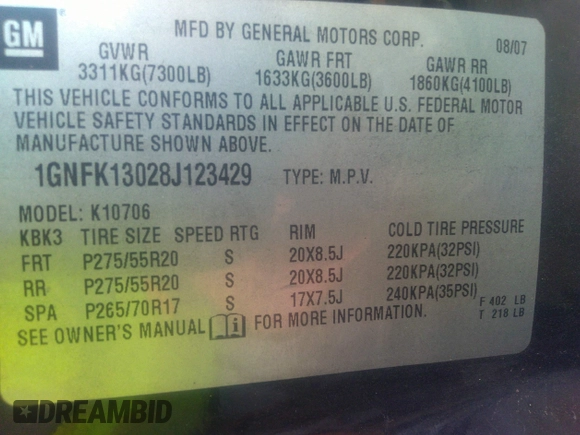 GM
MFD BY GENERAL MOTORS CORP. 08/07
GVWR GAWR FRT GAWR RR
3311KG(7300LB) 1633KG(3600LB) 1860KG(4100LB)
THIS VEHICLE CONFORMS TO ALL APPLICABLE U.S. FEDERAL MOTOR
VEHICLE SAFETY STANDARDS IN EFFECT ON THE DATE OF
MANUFACTURE SHOWN ABOVE.
1GNFK13028J123429 TYPE: M.P.V.
MODEL: K10706
KBK3 TIRE SIZE SPEED RTG RIM COLD TIRE PRESSURE
FRT P275/55R20 S 20X8.5J 220KPA(32PSI)
RR P275/55R20 S 20X8.5J 220KPA(32PSI)
SPA P265/70R17 S 17X7.5J 240KPA(35PSI) F 402 LB
T 218 LB
SEE OWNER'S MANUAL FOR MORE INFORMATION.
DREAMBID